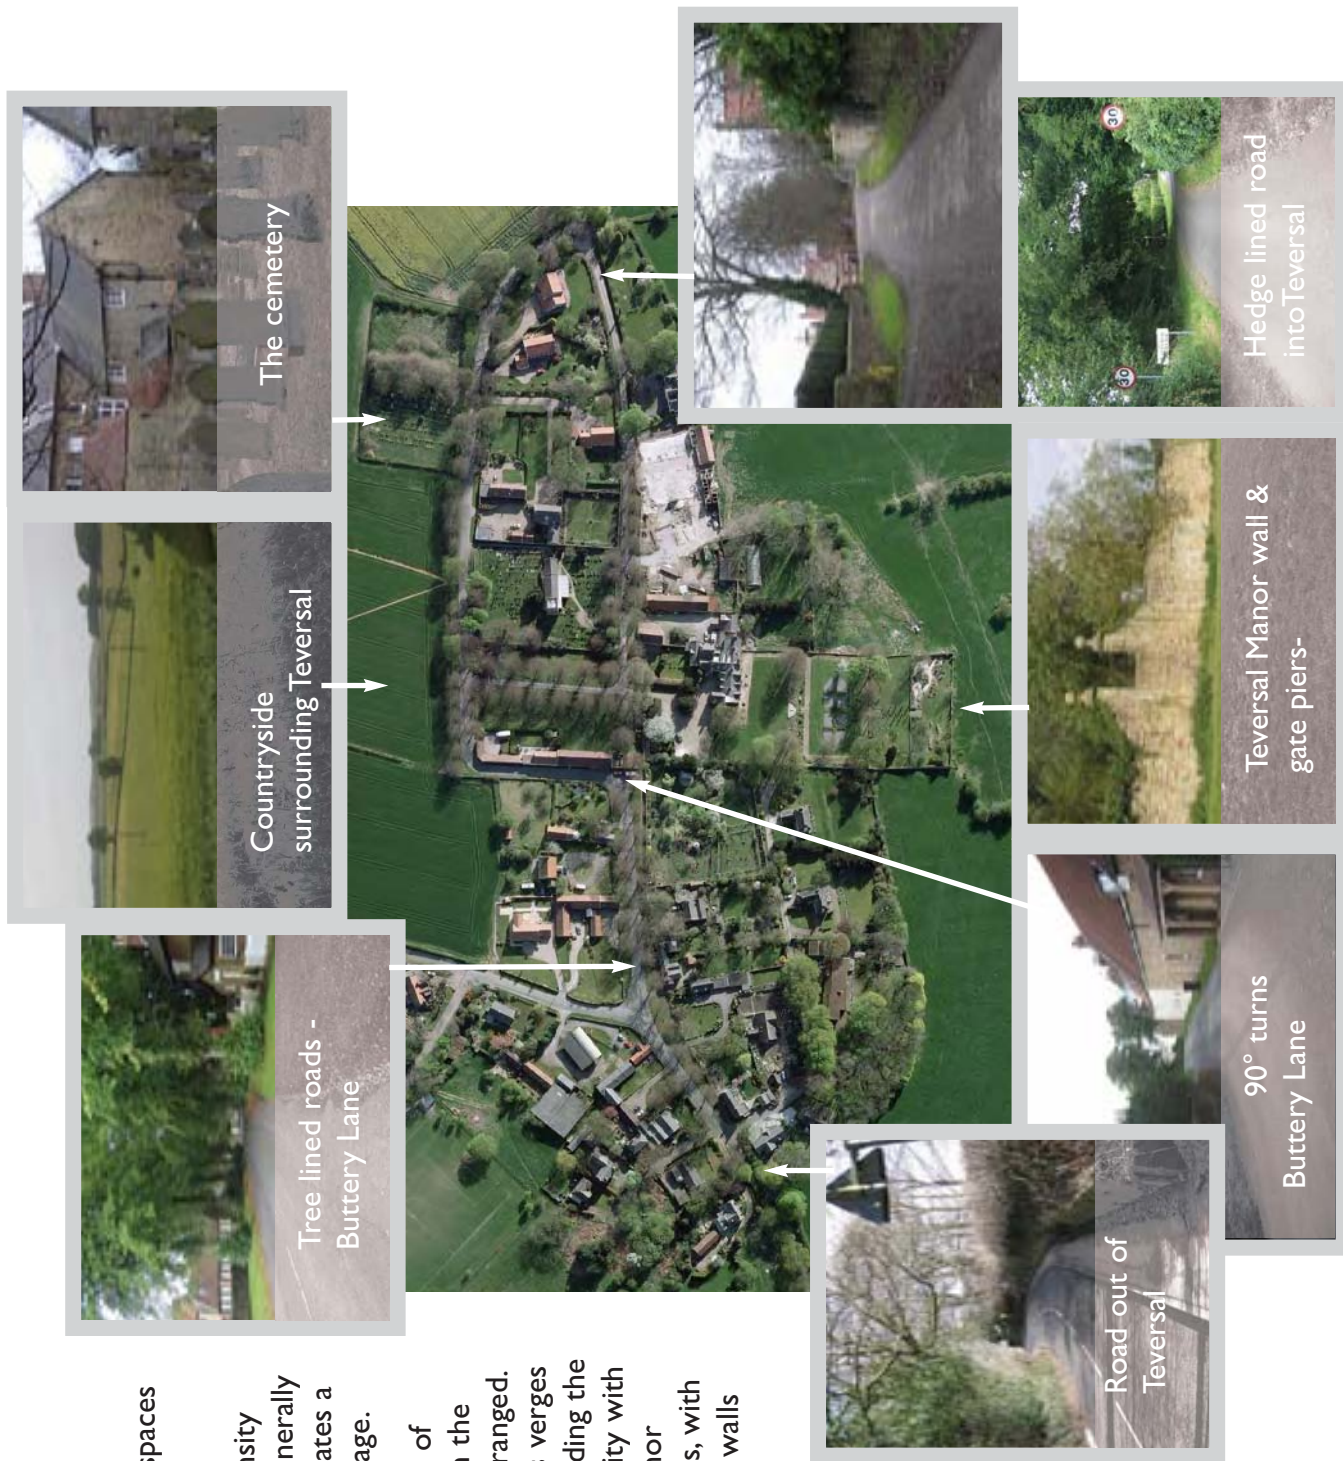 spaces
nsity
nerally
ates a
age.
of
n the
ranged.
verges
ding the
ity with
nor
s, with
walls
Tree lined roads -
Buttery Lane
Countryside
surrounding Teversal
The cemetery
Road out of
Teversal
90° turns
Buttery Lane
Teversal Manor wall &
gate piers-
Hedge lined road
intoTeversal
30
30